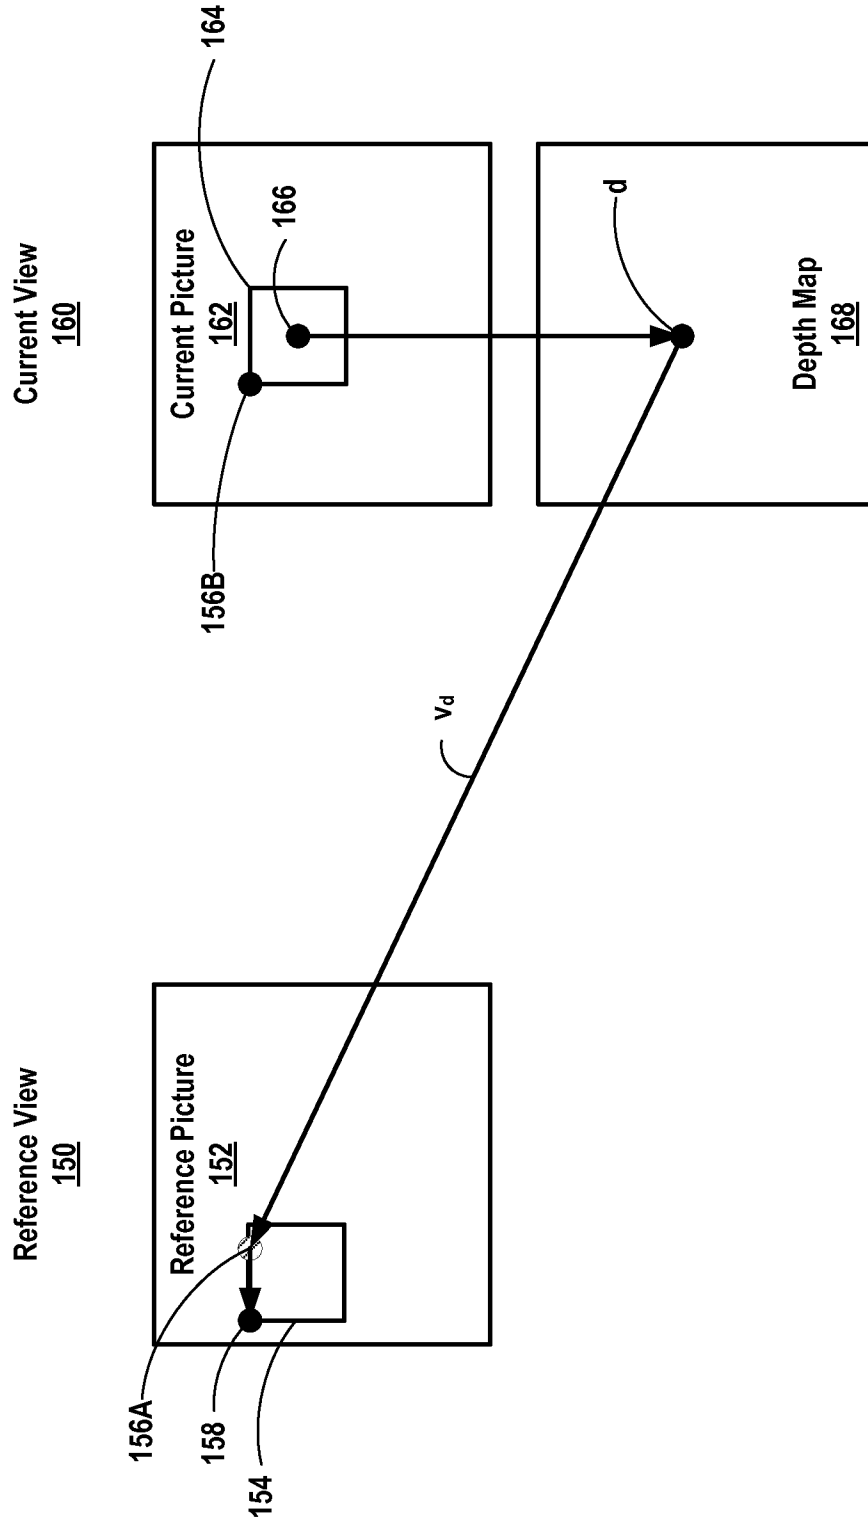 Reference View
150
Current View
160
Reference Picture
152
Current Picture
162
156A
158
154
156B
164
166
Vd
d
Depth Map
168